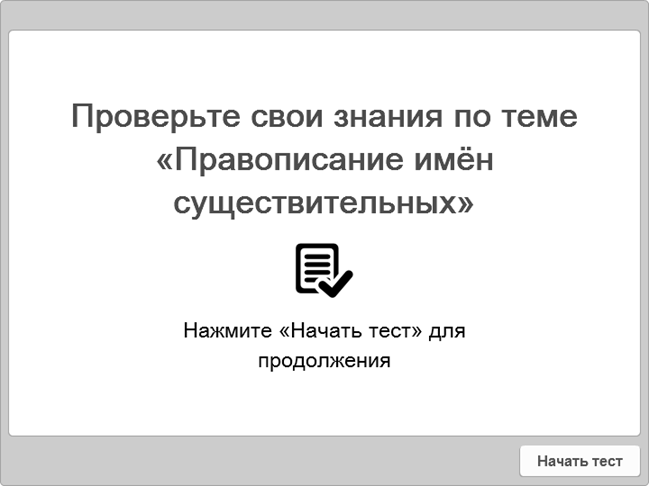 Проверьте свои знания по теме
«Правописание имён
существительных»
Нажмите «Начать тест» для
продолжения
Начать тест